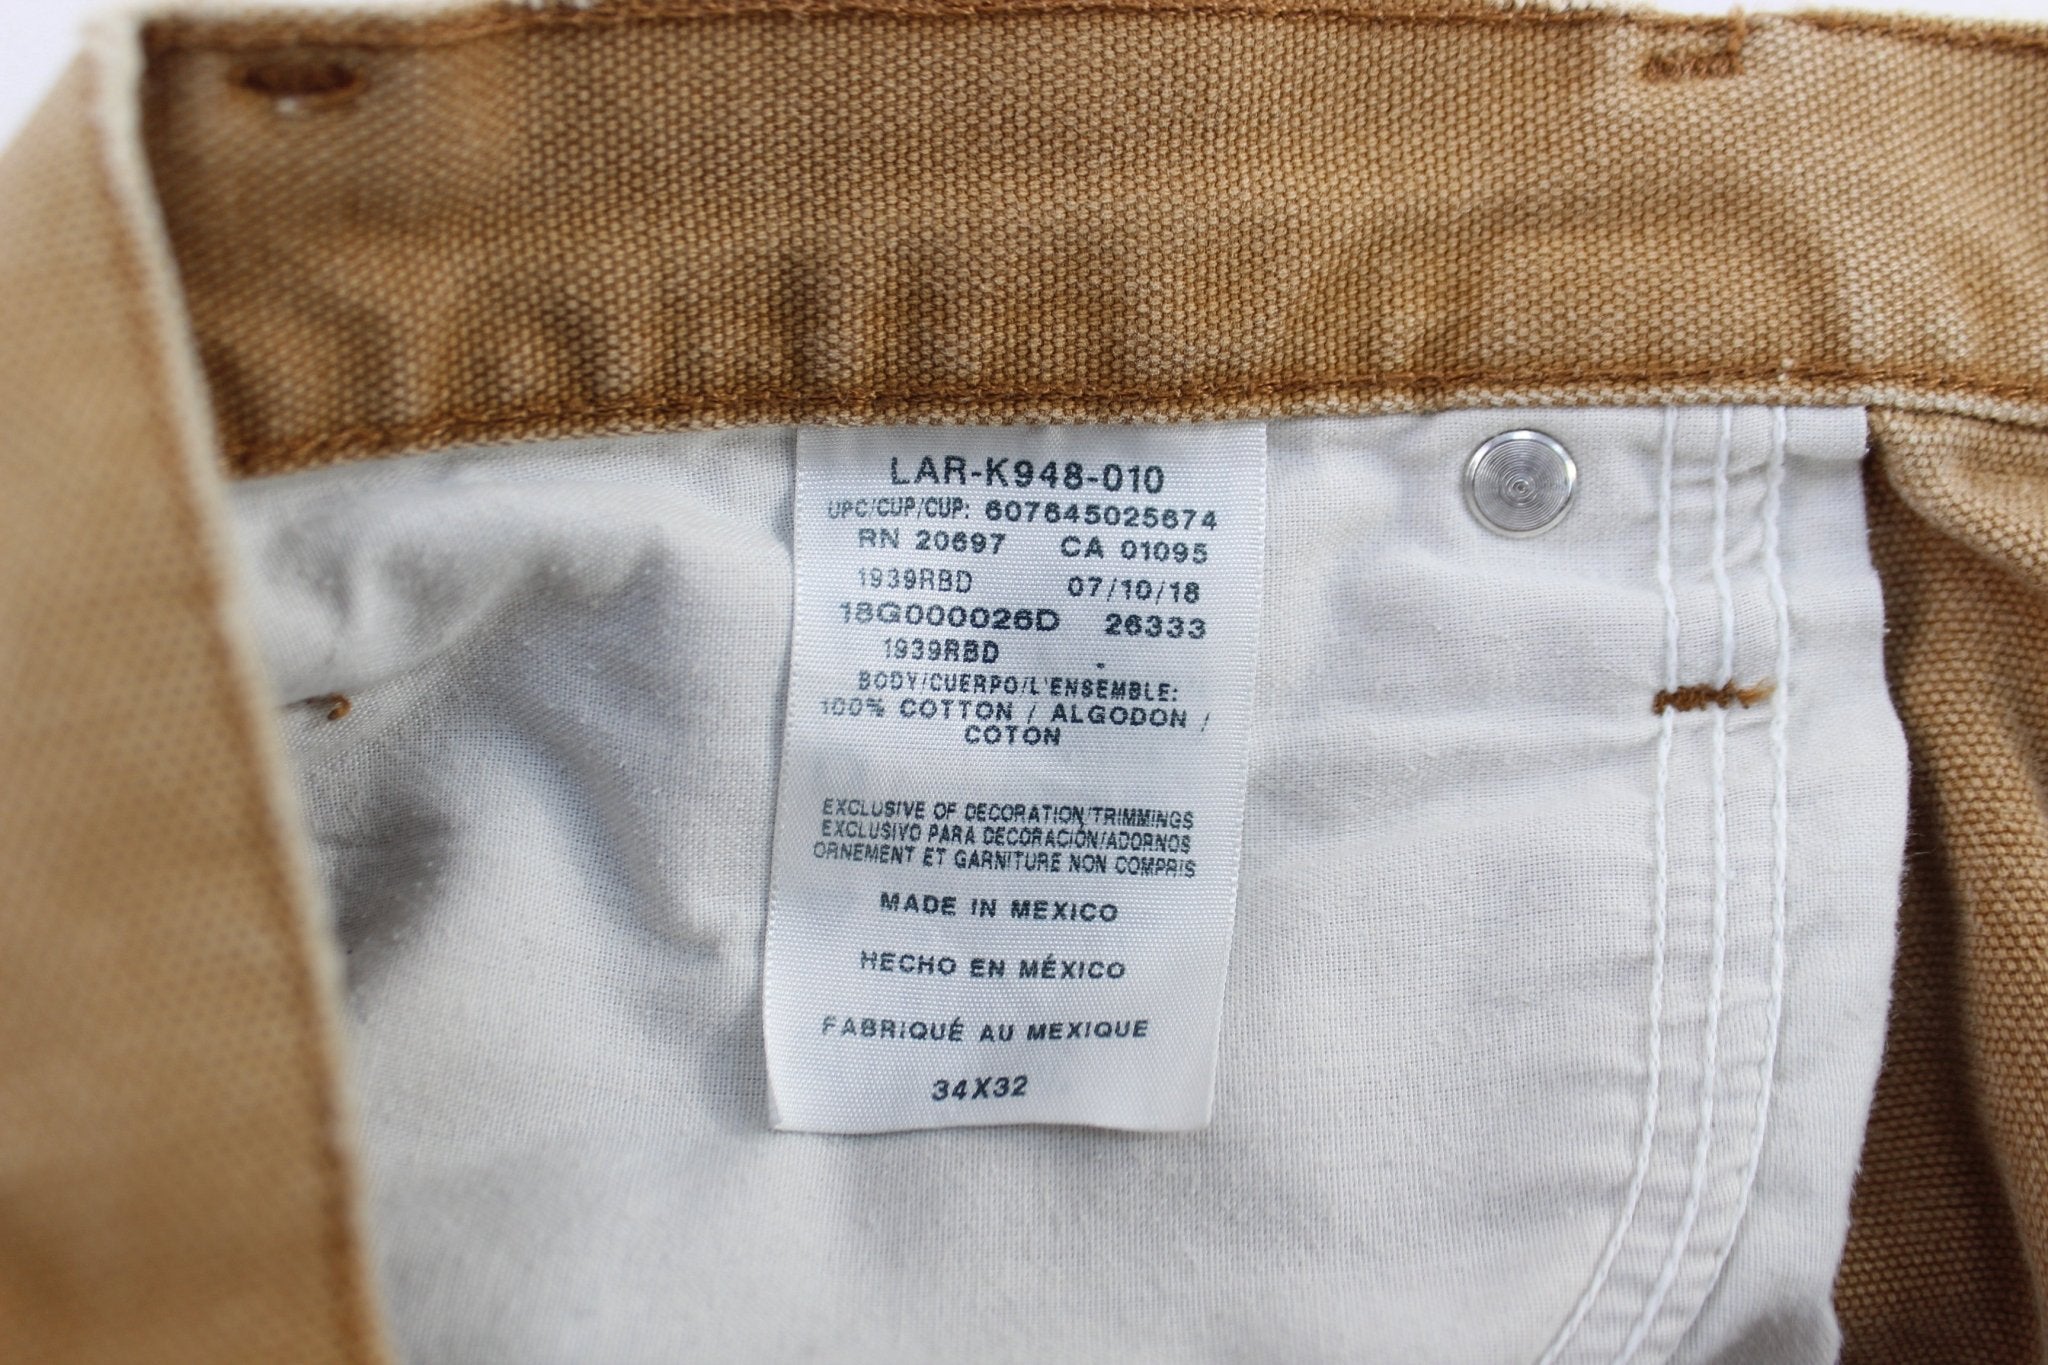 LAR-K948-010
UPC/CUP/CUP: 607645025674
RN 20697 CA 01095
1939RBD 07/10/18
18G000026D 26333
1939RBD
BODY/CUERPO/L'ENSEMBLE:
100% COTTON / ALGODON /
COTON
EXCLUSIVE OF DECORATION/TRIMMINGS
EXCLUSIVO PARA DECORACIÓN/ADORNOS
ORNEMENT ET GARNITURE NON COMPRIS
MADE IN MEXICO
HECHO EN MÉXICO
FABRIQUÉ AU MEXIQUE
34X32